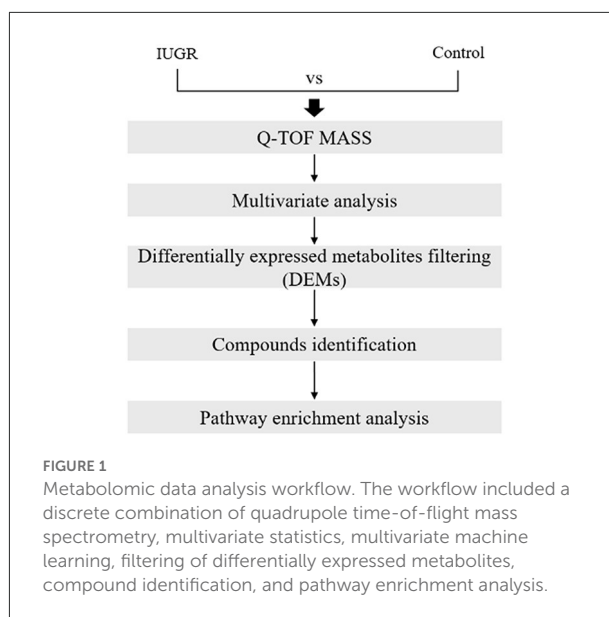 IUGR
Control
vs
Q-TOF MASS
Multivariate analysis
Differentially expressed metabolites filtering
(DEMs)
Compounds identification
Pathway enrichment analysis
FIGURE 1
Metabolomic data analysis workflow. The workflow included a
discrete combination of quadrupole time-of-flight mass
spectrometry, multivariate statistics, multivariate machine
learning, filtering of differentially expressed metabolites,
compound identification, and pathway enrichment analysis.